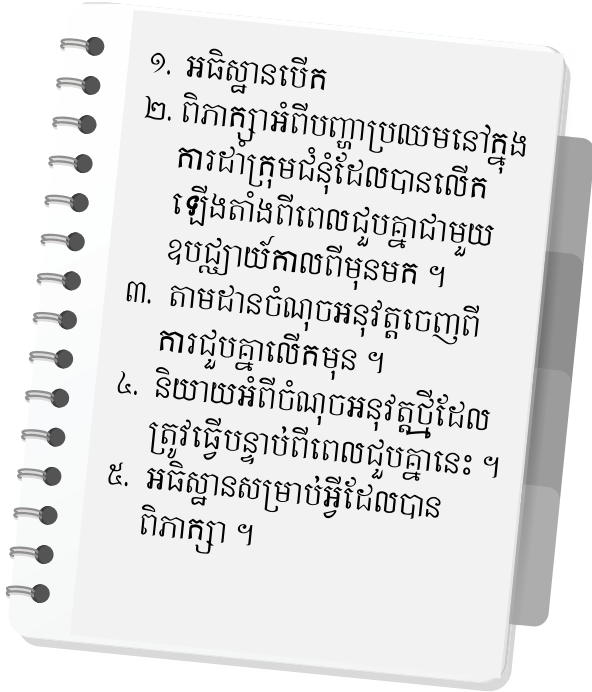 ១. អធិស្ឋានបើក
២. ពិភាក្សាអំពីបញ្ហាប្រឈមនៅក្នុង
ការដាំក្រុមជំនុំដែលបានលើក
ឡើងតាំងពីពេលជួបគ្នាជាមួយ
ឧបជ្ឈាយ៍កាលពីមុនមក ។
៣. តាមដានចំណុចអនុវត្តចេញពី
ការជួបគ្នាលើកមុន ។
៤. និយាយអំពីចំណុចអនុវត្តថ្មីដែល
ត្រូវធ្វើបន្ទាប់ពីពេលជួបគ្នានេះ ។
៥. អធិស្ឋានសម្រាប់អ្វីដែលបាន
ពិភាក្សា ។